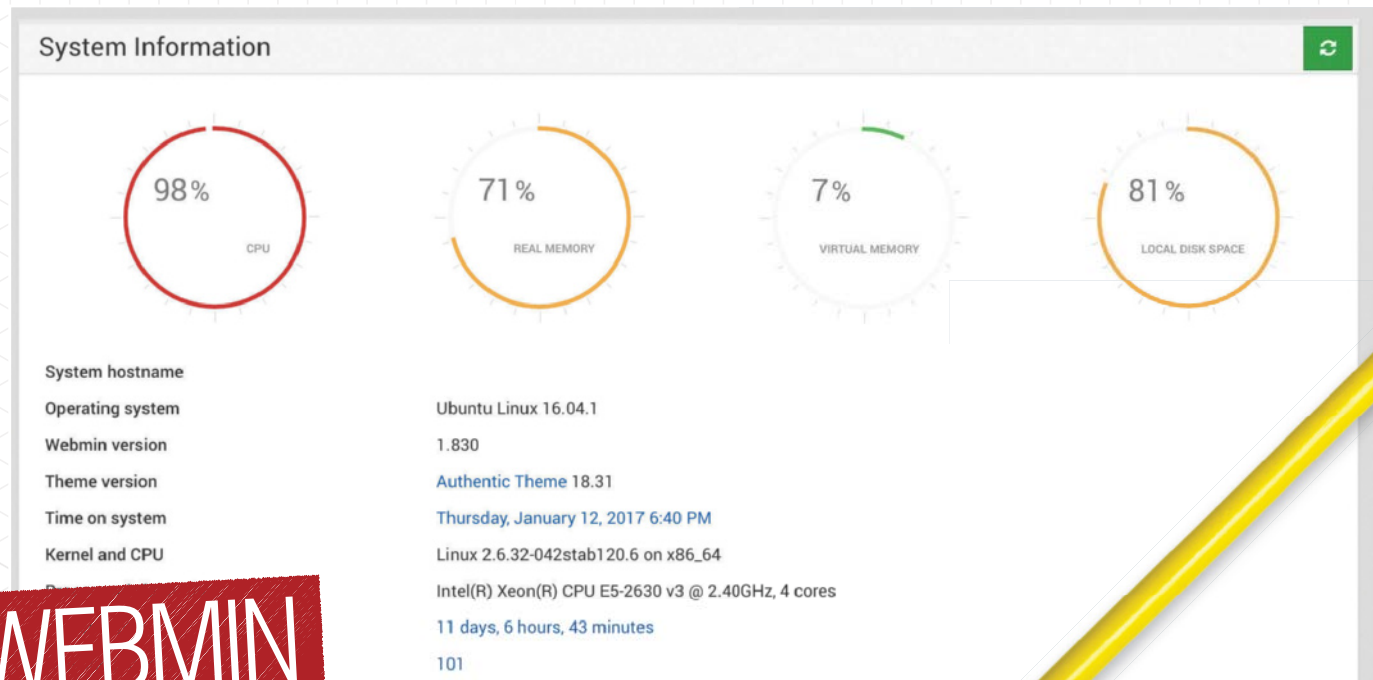 System Information
98%
CPU
71%
REAL MEMORY
7%
VIRTUAL MEMORY
81%
LOCAL DISK SPACE
System hostname
Operating system Ubuntu Linux 16.04.1
Webmin version 1.830
Theme version Authentic Theme 18.31
Time on system Thursday, January 12, 2017 6:40 PM
Kernel and CPU Linux 2.6.32-042stab120.6 on x86_64
Intel(R) Xeon(R) CPU E5-2630 v3 @ 2.40GHz, 4 cores
11 days, 6 hours, 43 minutes
101
WEBMIN